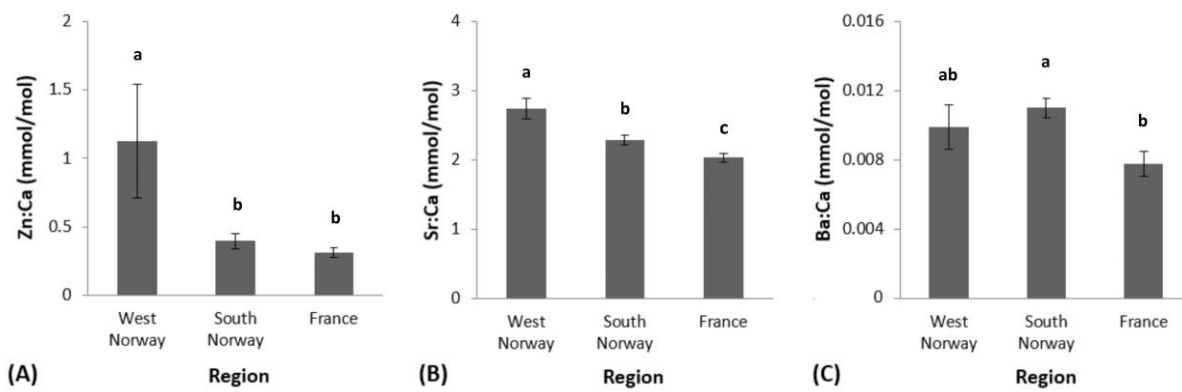 2
1.5
1
0.5
0
Zn:Ca (mmol/mol)
a
b
b
West Norway
South Norway
France
(A)
Region
4
3
2
1
0
Sr:Ca (mmol/mol)
a
b
c
West Norway
South Norway
France
(B)
Region
0.016
0.012
0.008
0.004
0
Ba:Ca (mmol/mol)
ab
a
b
West Norway
South Norway
France
(C)
Region